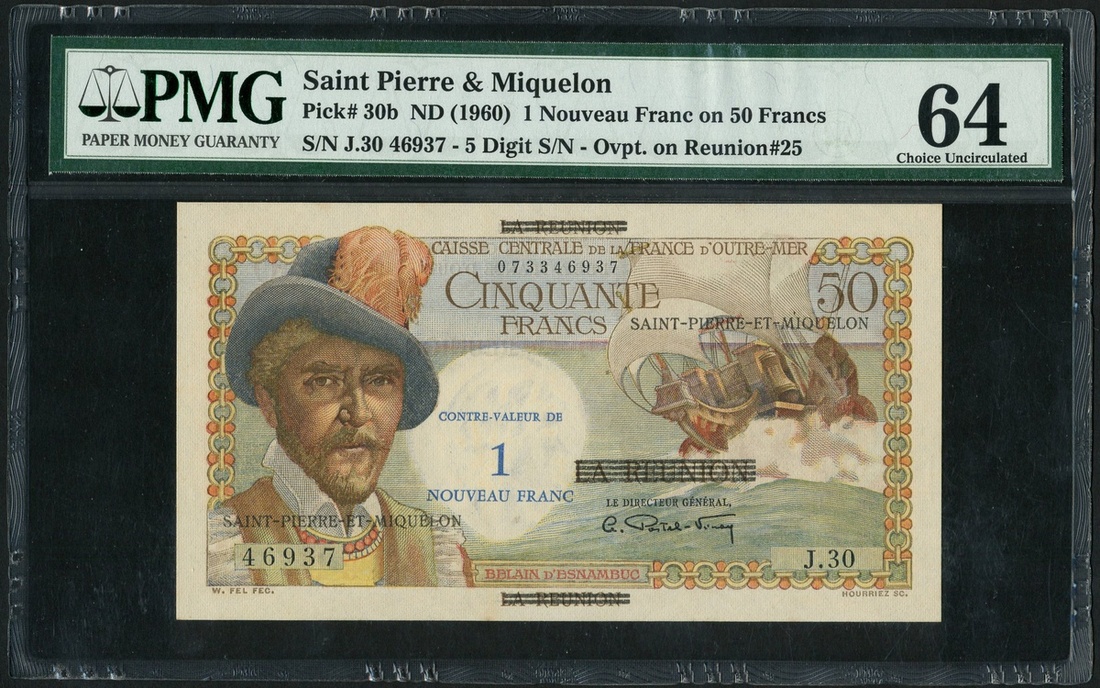 PMG
PAPER MONEY GUARANTY
Saint Pierre & Miquelon
Pick# 30b ND (1960) 1 Nouveau Franc on 50 Francs
S/N J.30 46937 - 5 Digit S/N - Ovpt. on Reunion#25
64
Choice Uncirculated
LA REUNION
CAISSE CENTRALE DE LA FRANCE D'OUTRE-MER
073346937
CINQUANTE
FRANCS
50
SAINT-PIERRE-ET-MIQUELON
CONTRE-VALEUR DE
1
NOUVEAU FRANC
LA REUNION
LE DIRECTEUR GÉNÉRAL,
SAINT-PIERRE-ET-MIQUELON
46937
J.30
BELAIN D'ESNAMBUC
W. FEL FEC.
HOURRIEZ SC.
LA REUNION